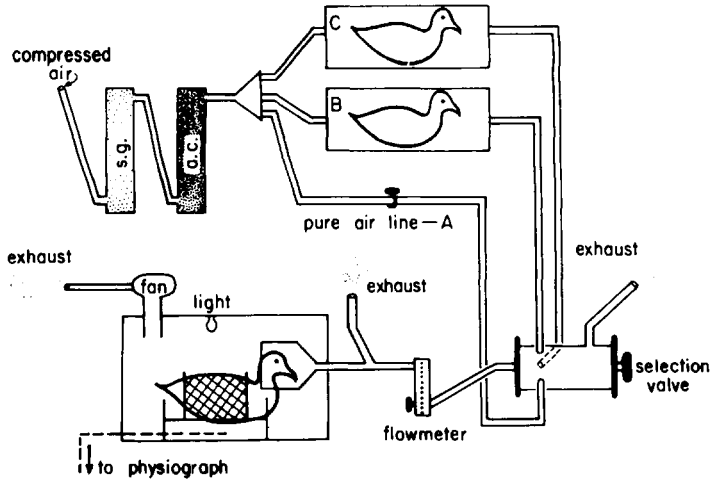 compressed
air
s.g.
a.c.
C
B
pure air line—A
exhaust
fan
light
exhaust
exhaust
selection
valve
flowmeter
to physiograph